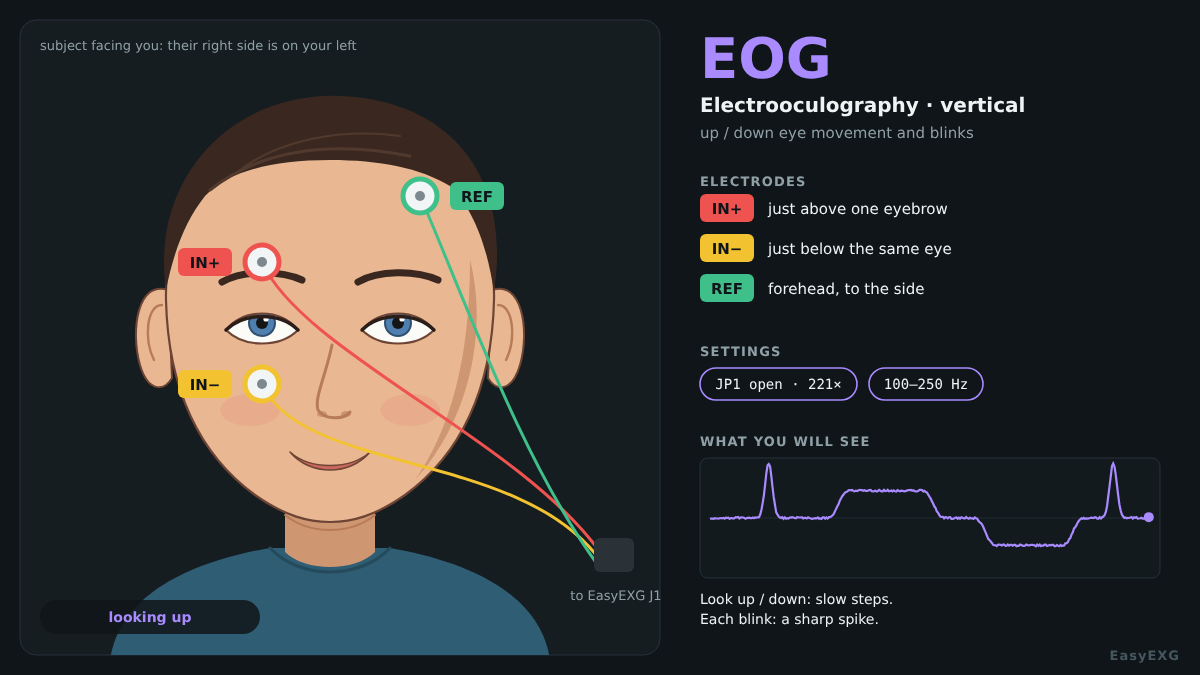 subject facing you: their right side is on your left
REF
IN+
IN−
to EasyEXG J1
looking up
EOG
Electrooculography · vertical
up / down eye movement and blinks
ELECTRODES
IN+ just above one eyebrow
IN− just below the same eye
REF forehead, to the side
SETTINGS
JP1 open · 221× 100–250 Hz
WHAT YOU WILL SEE
Look up / down: slow steps.
Each blink: a sharp spike.
EasyEXG